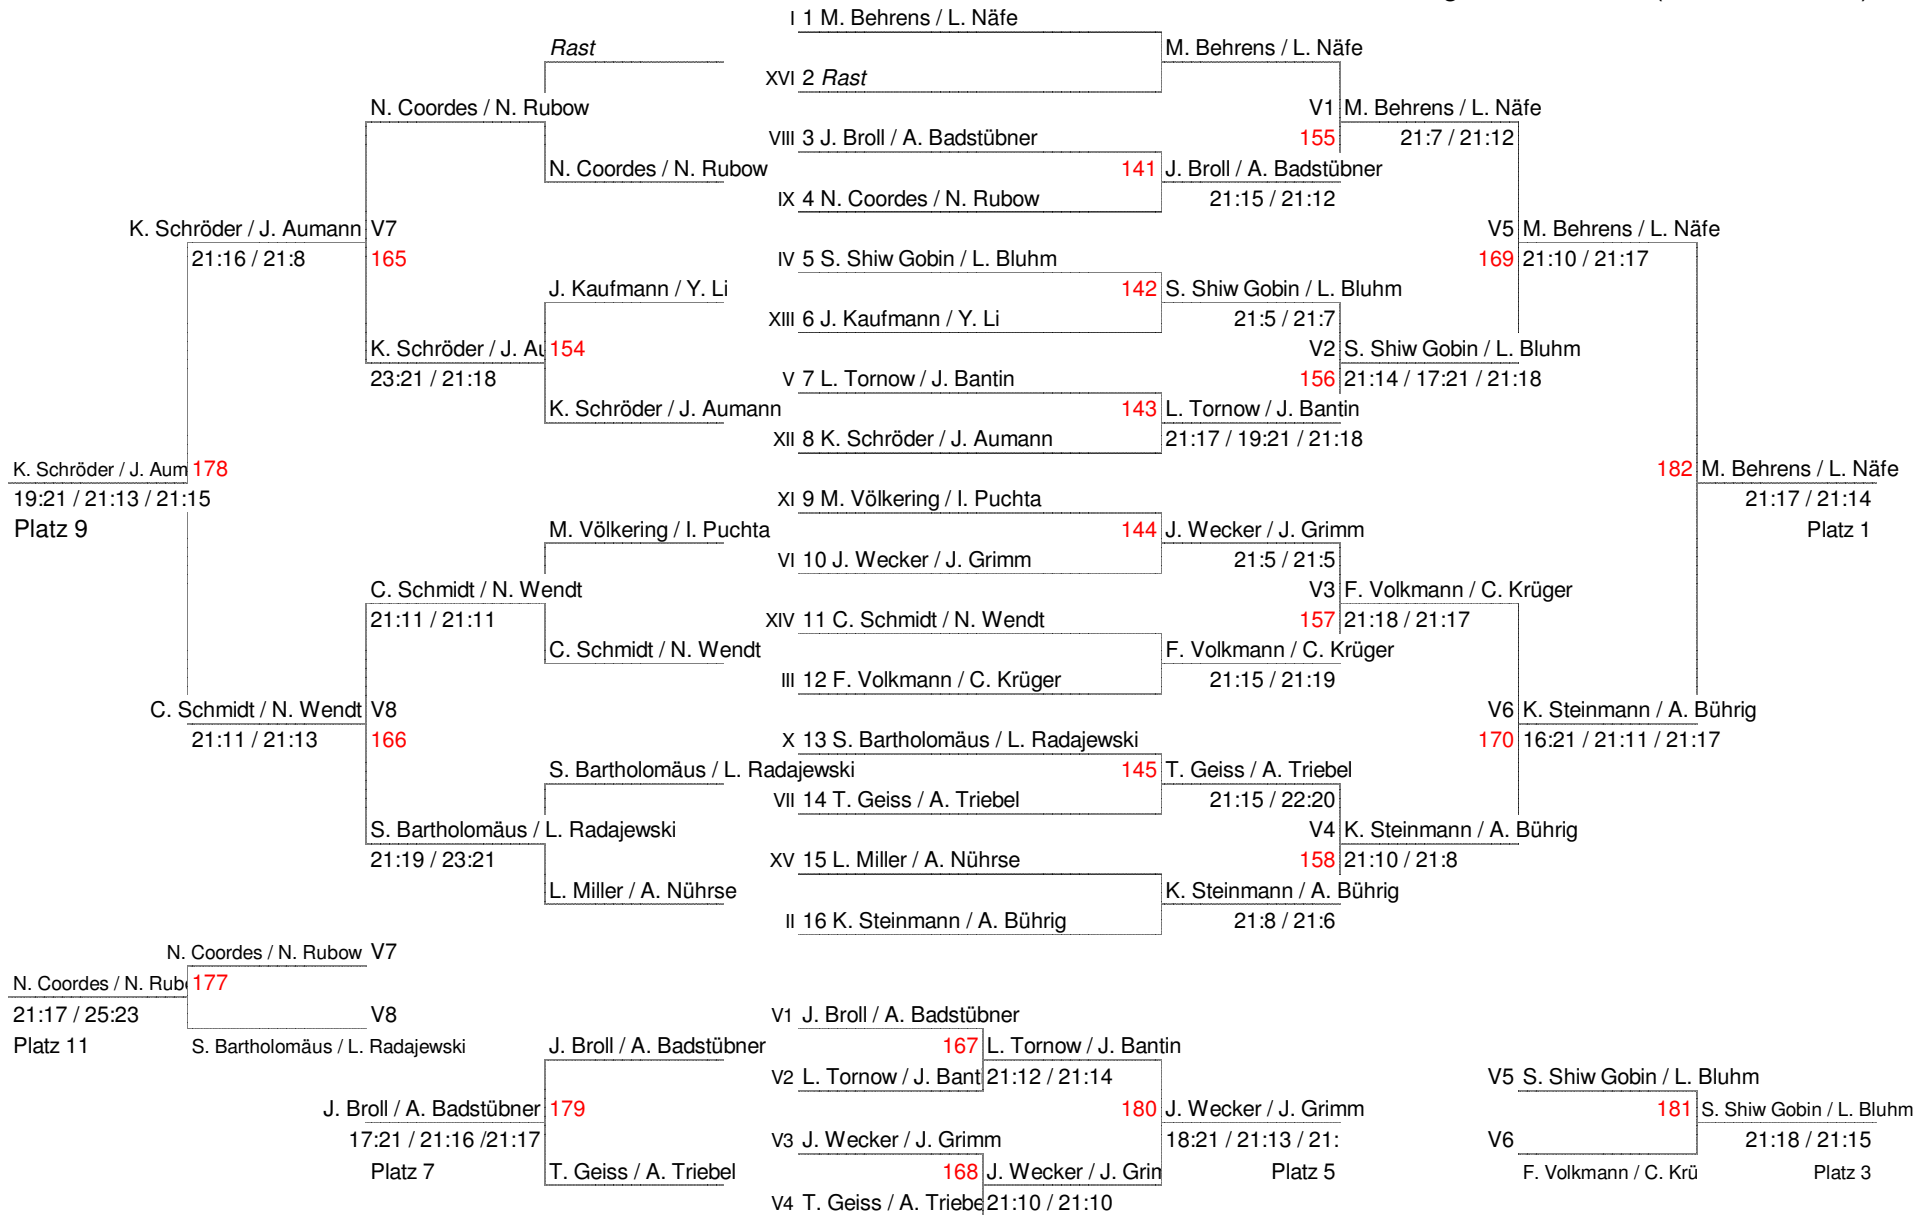 I 1 M. Behrens / L. Näfe
Rast M. Behrens / L. Näfe
XVI 2 Rast
N. Coordes / N. Rubow V1 M. Behrens / L. Näfe
VIII 3 J. Broll / A. Badstübner 155 21:7 / 21:12
N. Coordes / N. Rubow 141 J. Broll / A. Badstübner
IX 4 N. Coordes / N. Rubow 21:15 / 21:12
K. Schröder / J. Aumann V7 V5 M. Behrens / L. Näfe
21:16 / 21:8 165 IV 5 S. Shiw Gobin / L. Bluhm 169 21:10 / 21:17
J. Kaufmann / Y. Li 142 S. Shiw Gobin / L. Bluhm
XIII 6 J. Kaufmann / Y. Li 21:5 / 21:7
K. Schröder / J. Au 154 V2 S. Shiw Gobin / L. Bluhm
23:21 / 21:18 V 7 L. Tornow / J. Bantin 156 21:14 / 17:21 / 21:18
K. Schröder / J. Aumann 143 L. Tornow / J. Bantin
XII 8 K. Schröder / J. Aumann 21:17 / 19:21 / 21:18
K. Schröder / J. Aum 178 182 M. Behrens / L. Näfe
19:21 / 21:13 / 21:15 XI 9 M. Völkering / I. Puchta 21:17 / 21:14
Platz 9 M. Völkering / I. Puchta 144 J. Wecker / J. Grimm Platz 1
VI 10 J. Wecker / J. Grimm 21:5 / 21:5
C. Schmidt / N. Wendt V3 F. Volkmann / C. Krüger
21:11 / 21:11 XIV 11 C. Schmidt / N. Wendt 157 21:18 / 21:17
C. Schmidt / N. Wendt F. Volkmann / C. Krüger
III 12 F. Volkmann / C. Krüger 21:15 / 21:19
C. Schmidt / N. Wendt V8 V6 K. Steinmann / A. Bührig
21:11 / 21:13 166 X 13 S. Bartholomäus / L. Radajewski 170 16:21 / 21:11 / 21:17
S. Bartholomäus / L. Radajewski 145 T. Geiss / A. Triebel
VII 14 T. Geiss / A. Triebel 21:15 / 22:20
S. Bartholomäus / L. Radajewski V4 K. Steinmann / A. Bührig
21:19 / 23:21 XV 15 L. Miller / A. Nührse 158 21:10 / 21:8
L. Miller / A. Nührse K. Steinmann / A. Bührig
II 16 K. Steinmann / A. Bührig 21:8 / 21:6
N. Coordes / N. Rubow V7
N. Coordes / N. Rub 177
21:17 / 25:23 V8 V1 J. Broll / A. Badstübner
Platz 11 S. Bartholomäus / L. Radajewski J. Broll / A. Badstübner 167 L. Tornow / J. Bantin
V2 L. Tornow / J. Bant 21:12 / 21:14 V5 S. Shiw Gobin / L. Bluhm
J. Broll / A. Badstübner 179 180 J. Wecker / J. Grimm 181 S. Shiw Gobin / L. Bluhm
17:21 / 21:16 /21:17 V3 J. Wecker / J. Grimm 18:21 / 21:13 / 21: V6 21:18 / 21:15
Platz 7 T. Geiss / A. Triebel 168 J. Wecker / J. Grim Platz 5 F. Volkmann / C. Krü Platz 3
V4 T. Geiss / A. Triebe 21:10 / 21:10